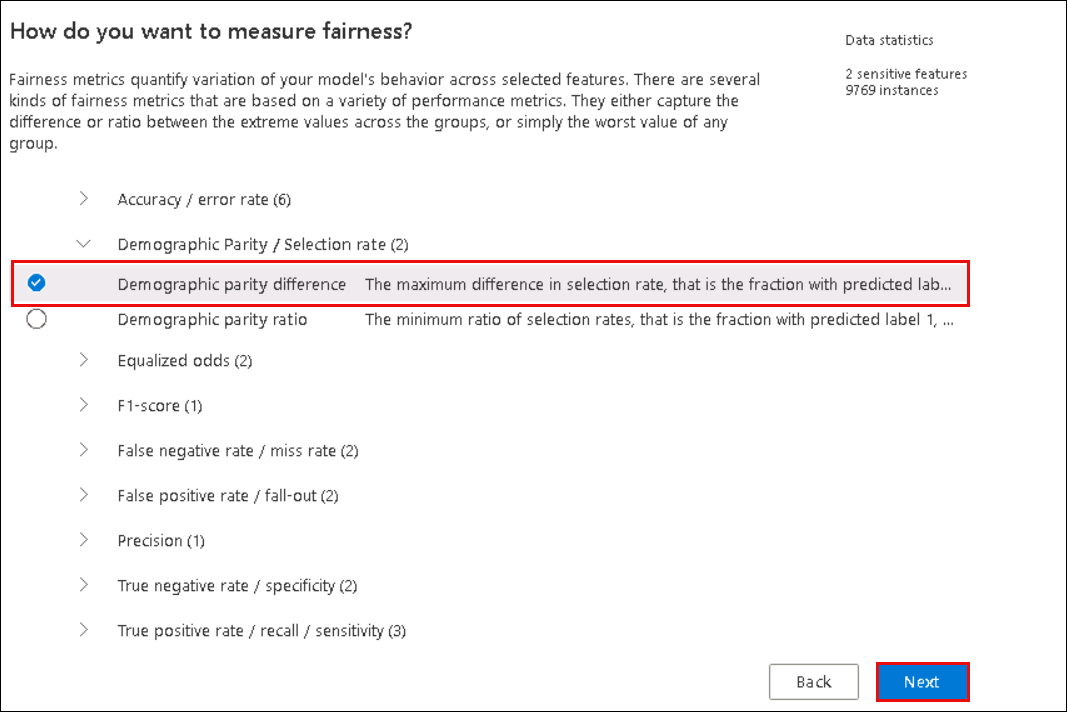 How do you want to measure fairness?
Data statistics
Fairness metrics quantify variation of your model's behavior across selected features. There are several
kinds of fairness metrics that are based on a variety of performance metrics. They either capture the
difference or ratio between the extreme values across the groups, or simply the worst value of any
group.
2 sensitive features
9769 instances
Accuracy / error rate (6)
Demographic Parity / Selection rate (2)
Demographic parity difference The maximum difference in selection rate, that is the fraction with predicted lab...
Demographic parity ratio The minimum ratio of selection rates, that is the fraction with predicted label 1, ...
Equalized odds (2)
F1-score (1)
False negative rate / miss rate (2)
False positive rate / fall-out (2)
Precision (1)
True negative rate / specificity (2)
True positive rate / recall / sensitivity (3)
Back Next